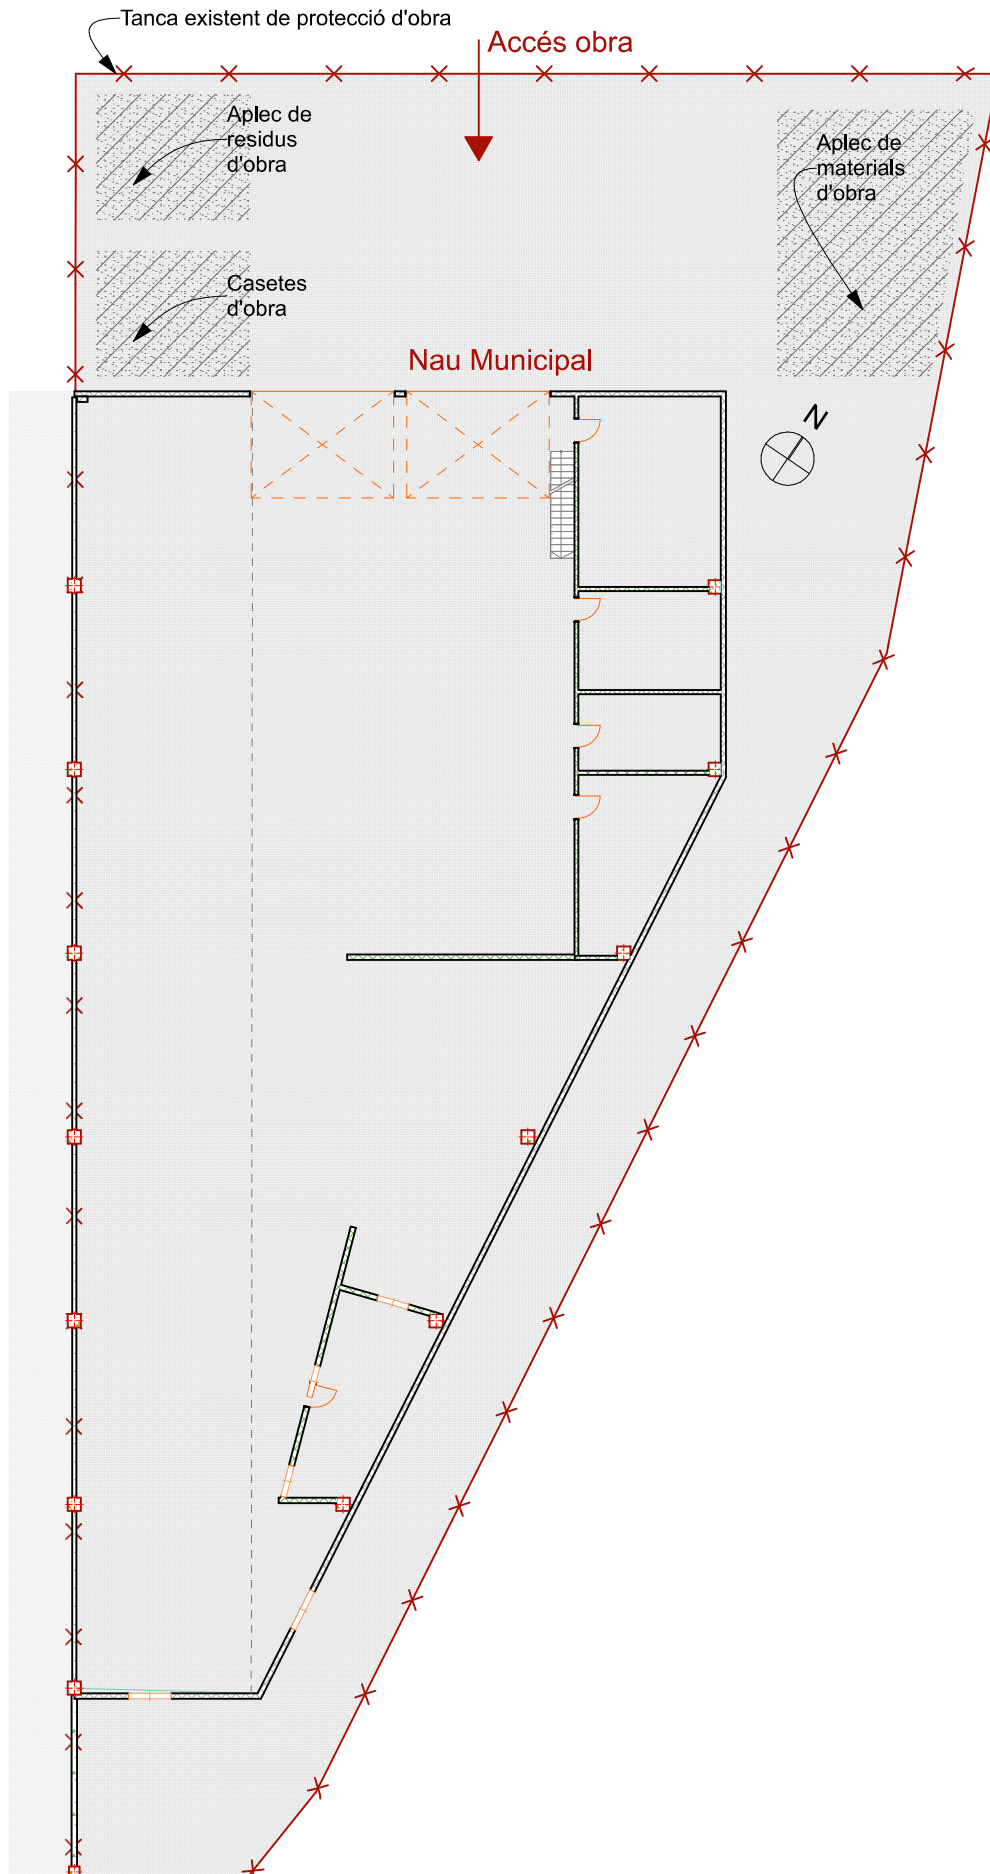 Tanca existent de protecció d'obra
Accés obra
Aplec de
residus
d'obra
Aplec de
materials
d'obra
Casetes
d'obra
Nau Municipal
N